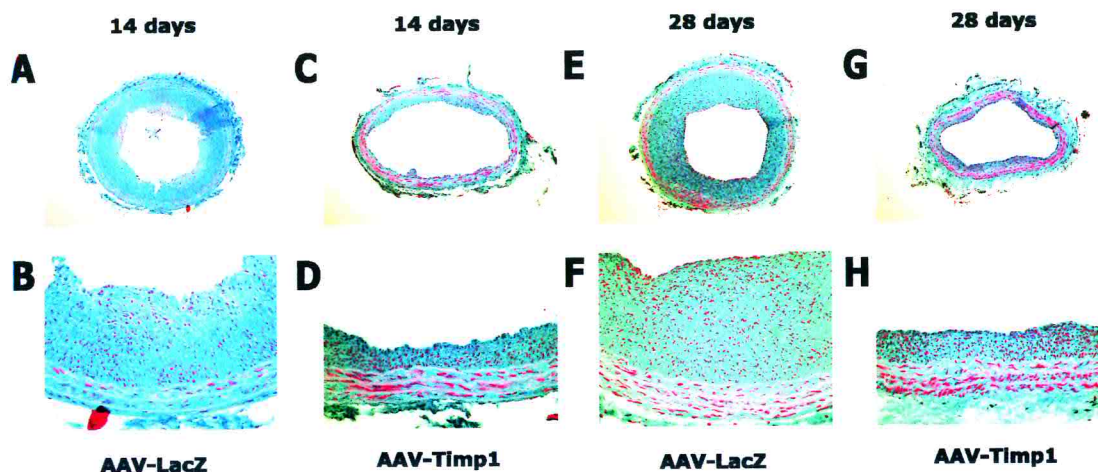 14 days 14 days 28 days 28 days
A C E G
B D F H
AAV-LacZ AAV-Timp1 AAV-LacZ AAV-Timp1